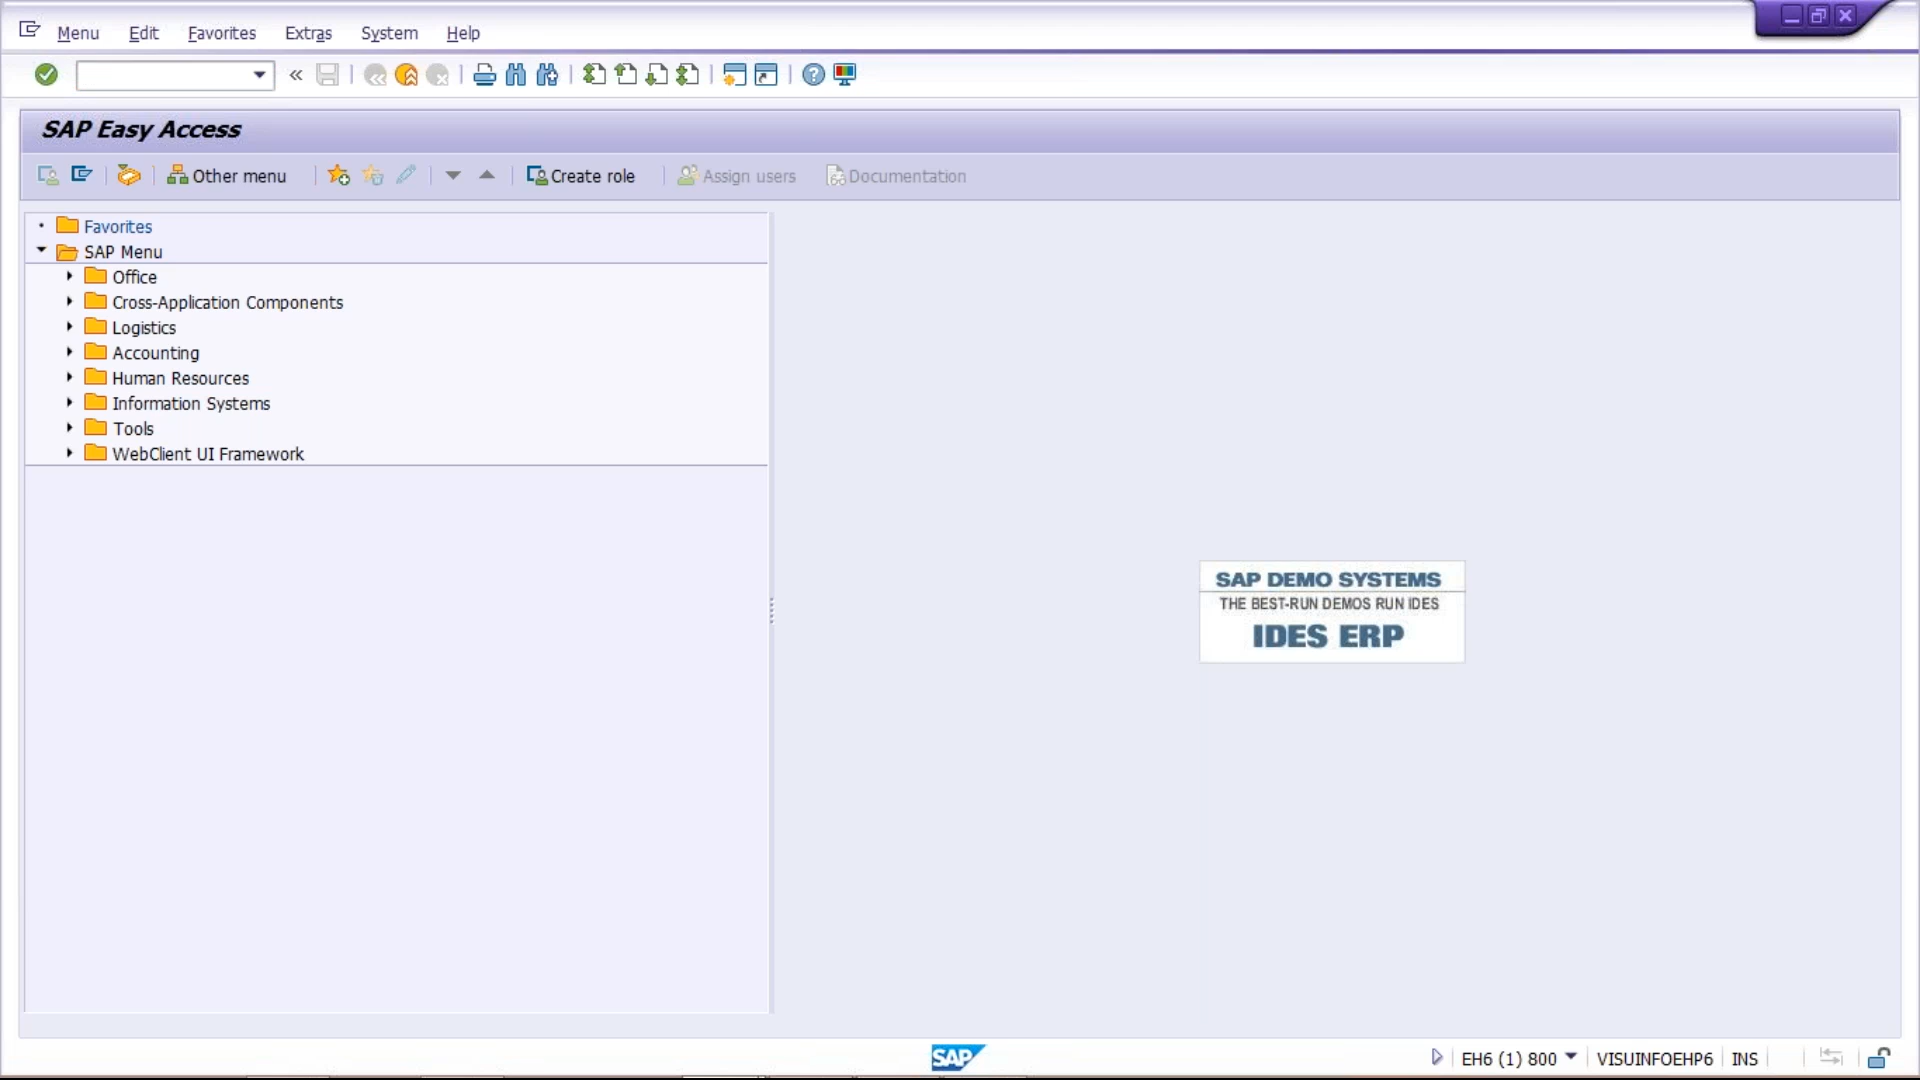 Menu Edit Favorites Extras System Help
SAP Easy Access
Other menu Create role Assign users Documentation
Favorites
SAP Menu
Office
Cross-Application Components
Logistics
Accounting
Human Resources
Information Systems
Tools
WebClient UI Framework
SAP DEMO SYSTEMS
THE BEST-RUN DEMOS RUN IDES
IDES ERP
SAP EH6 (1) 800 VISUINFOEHP6 INS